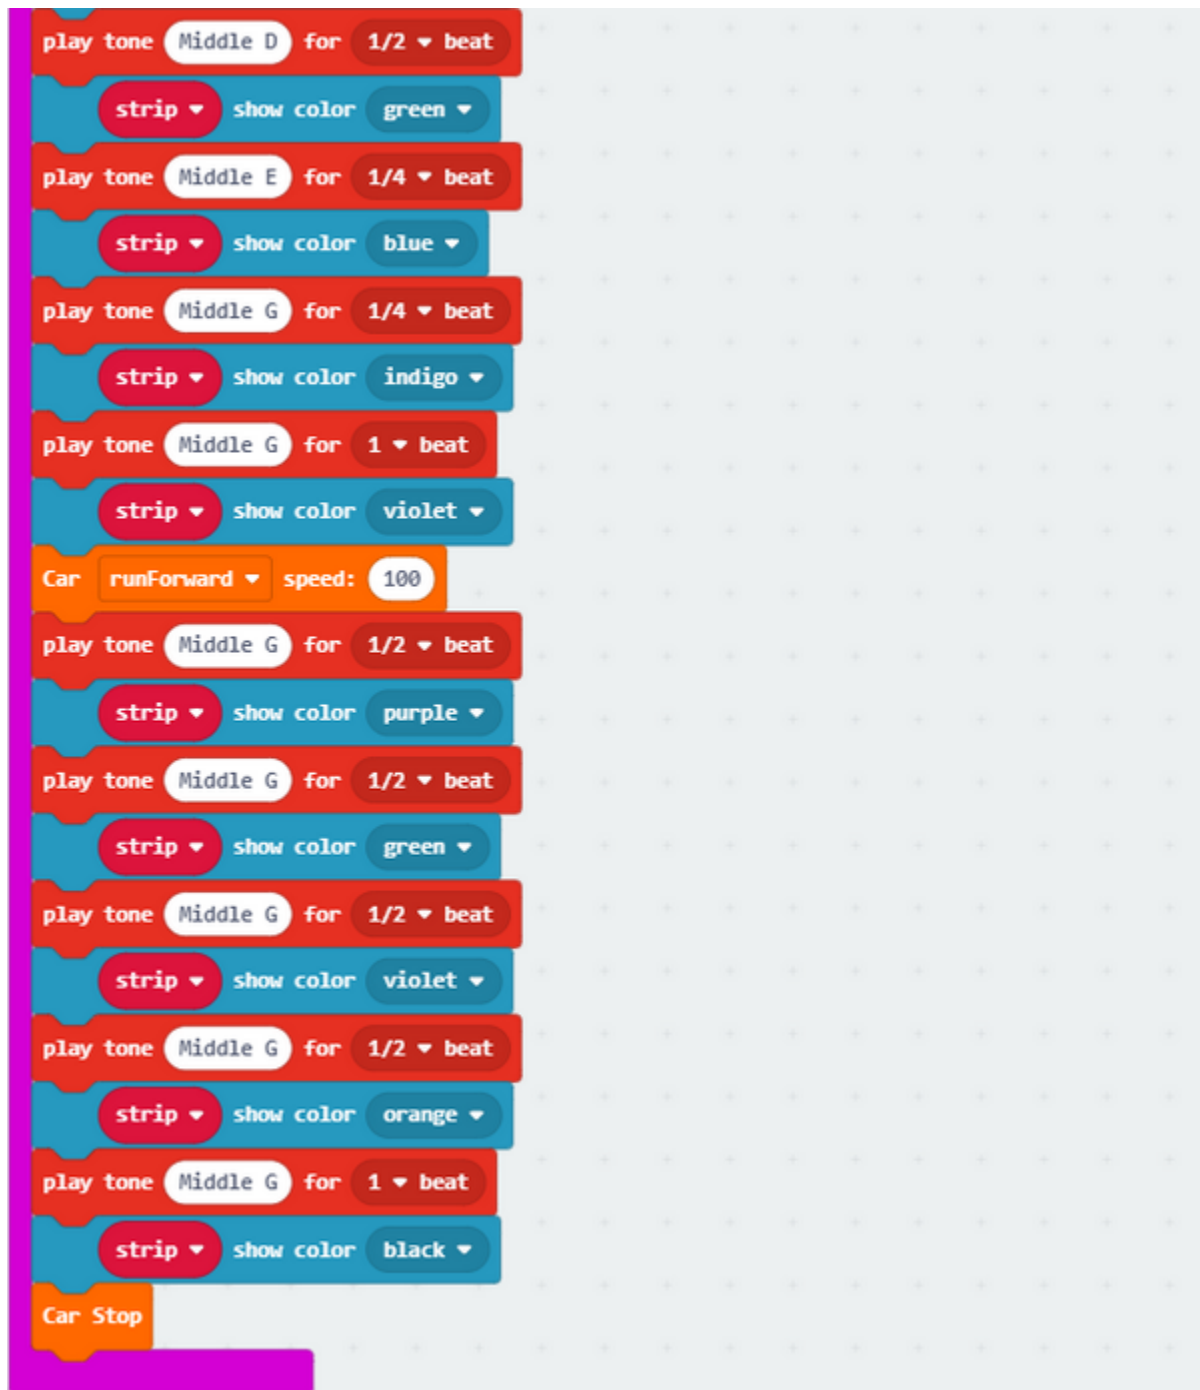 play tone Middle D for 1/2 beat
strip show color green
play tone Middle E for 1/4 beat
strip show color blue
play tone Middle G for 1/4 beat
strip show color indigo
play tone Middle G for 1 beat
strip show color violet
Car runForward speed: 100
play tone Middle G for 1/2 beat
strip show color purple
play tone Middle G for 1/2 beat
strip show color green
play tone Middle G for 1/2 beat
strip show color violet
play tone Middle G for 1/2 beat
strip show color orange
play tone Middle G for 1 beat
strip show color black
Car Stop